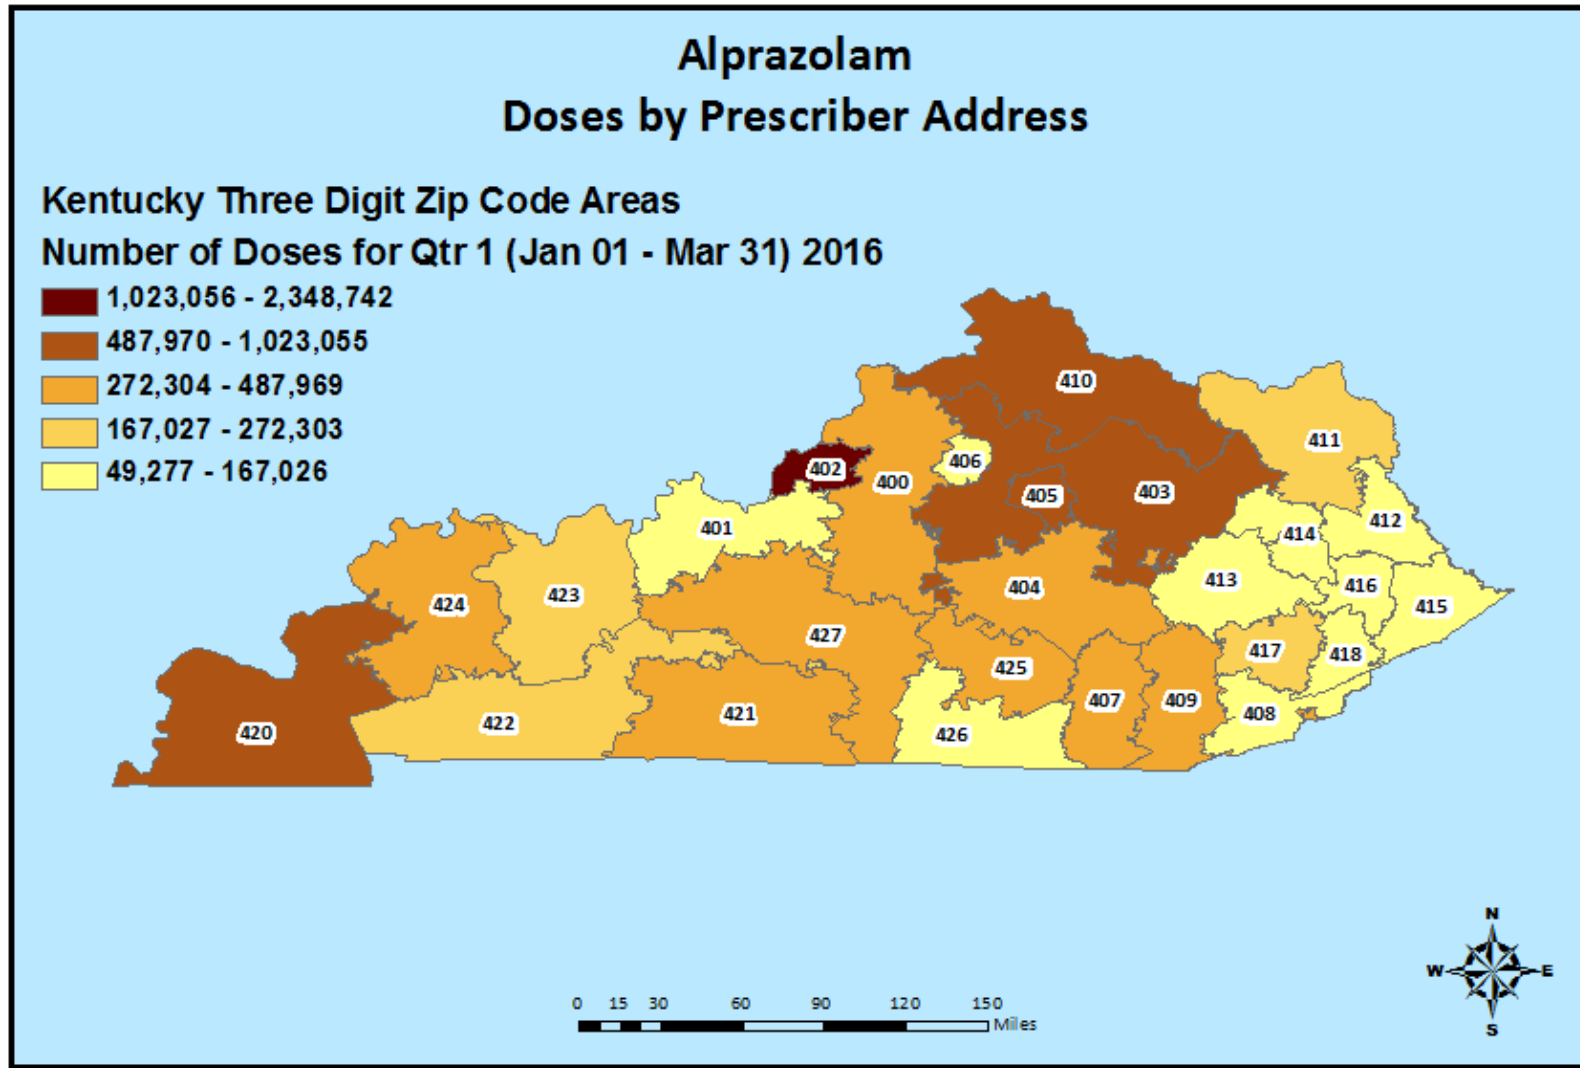 Alprazolam
Doses by Prescriber Address
Kentucky Three Digit Zip Code Areas
Number of Doses for Qtr 1 (Jan 01 - Mar 31) 2016
1,023,056 - 2,348,742
487,970 - 1,023,055
272,304 - 487,969
167,027 - 272,303
49,277 - 167,026
410
411
402
406
400
405
403
401
414
412
413
416
404
424
423
415
427
417
418
425
407
409
408
420
422
421
426
N
W
E
S
0 15 30 60 90 120 150
Miles